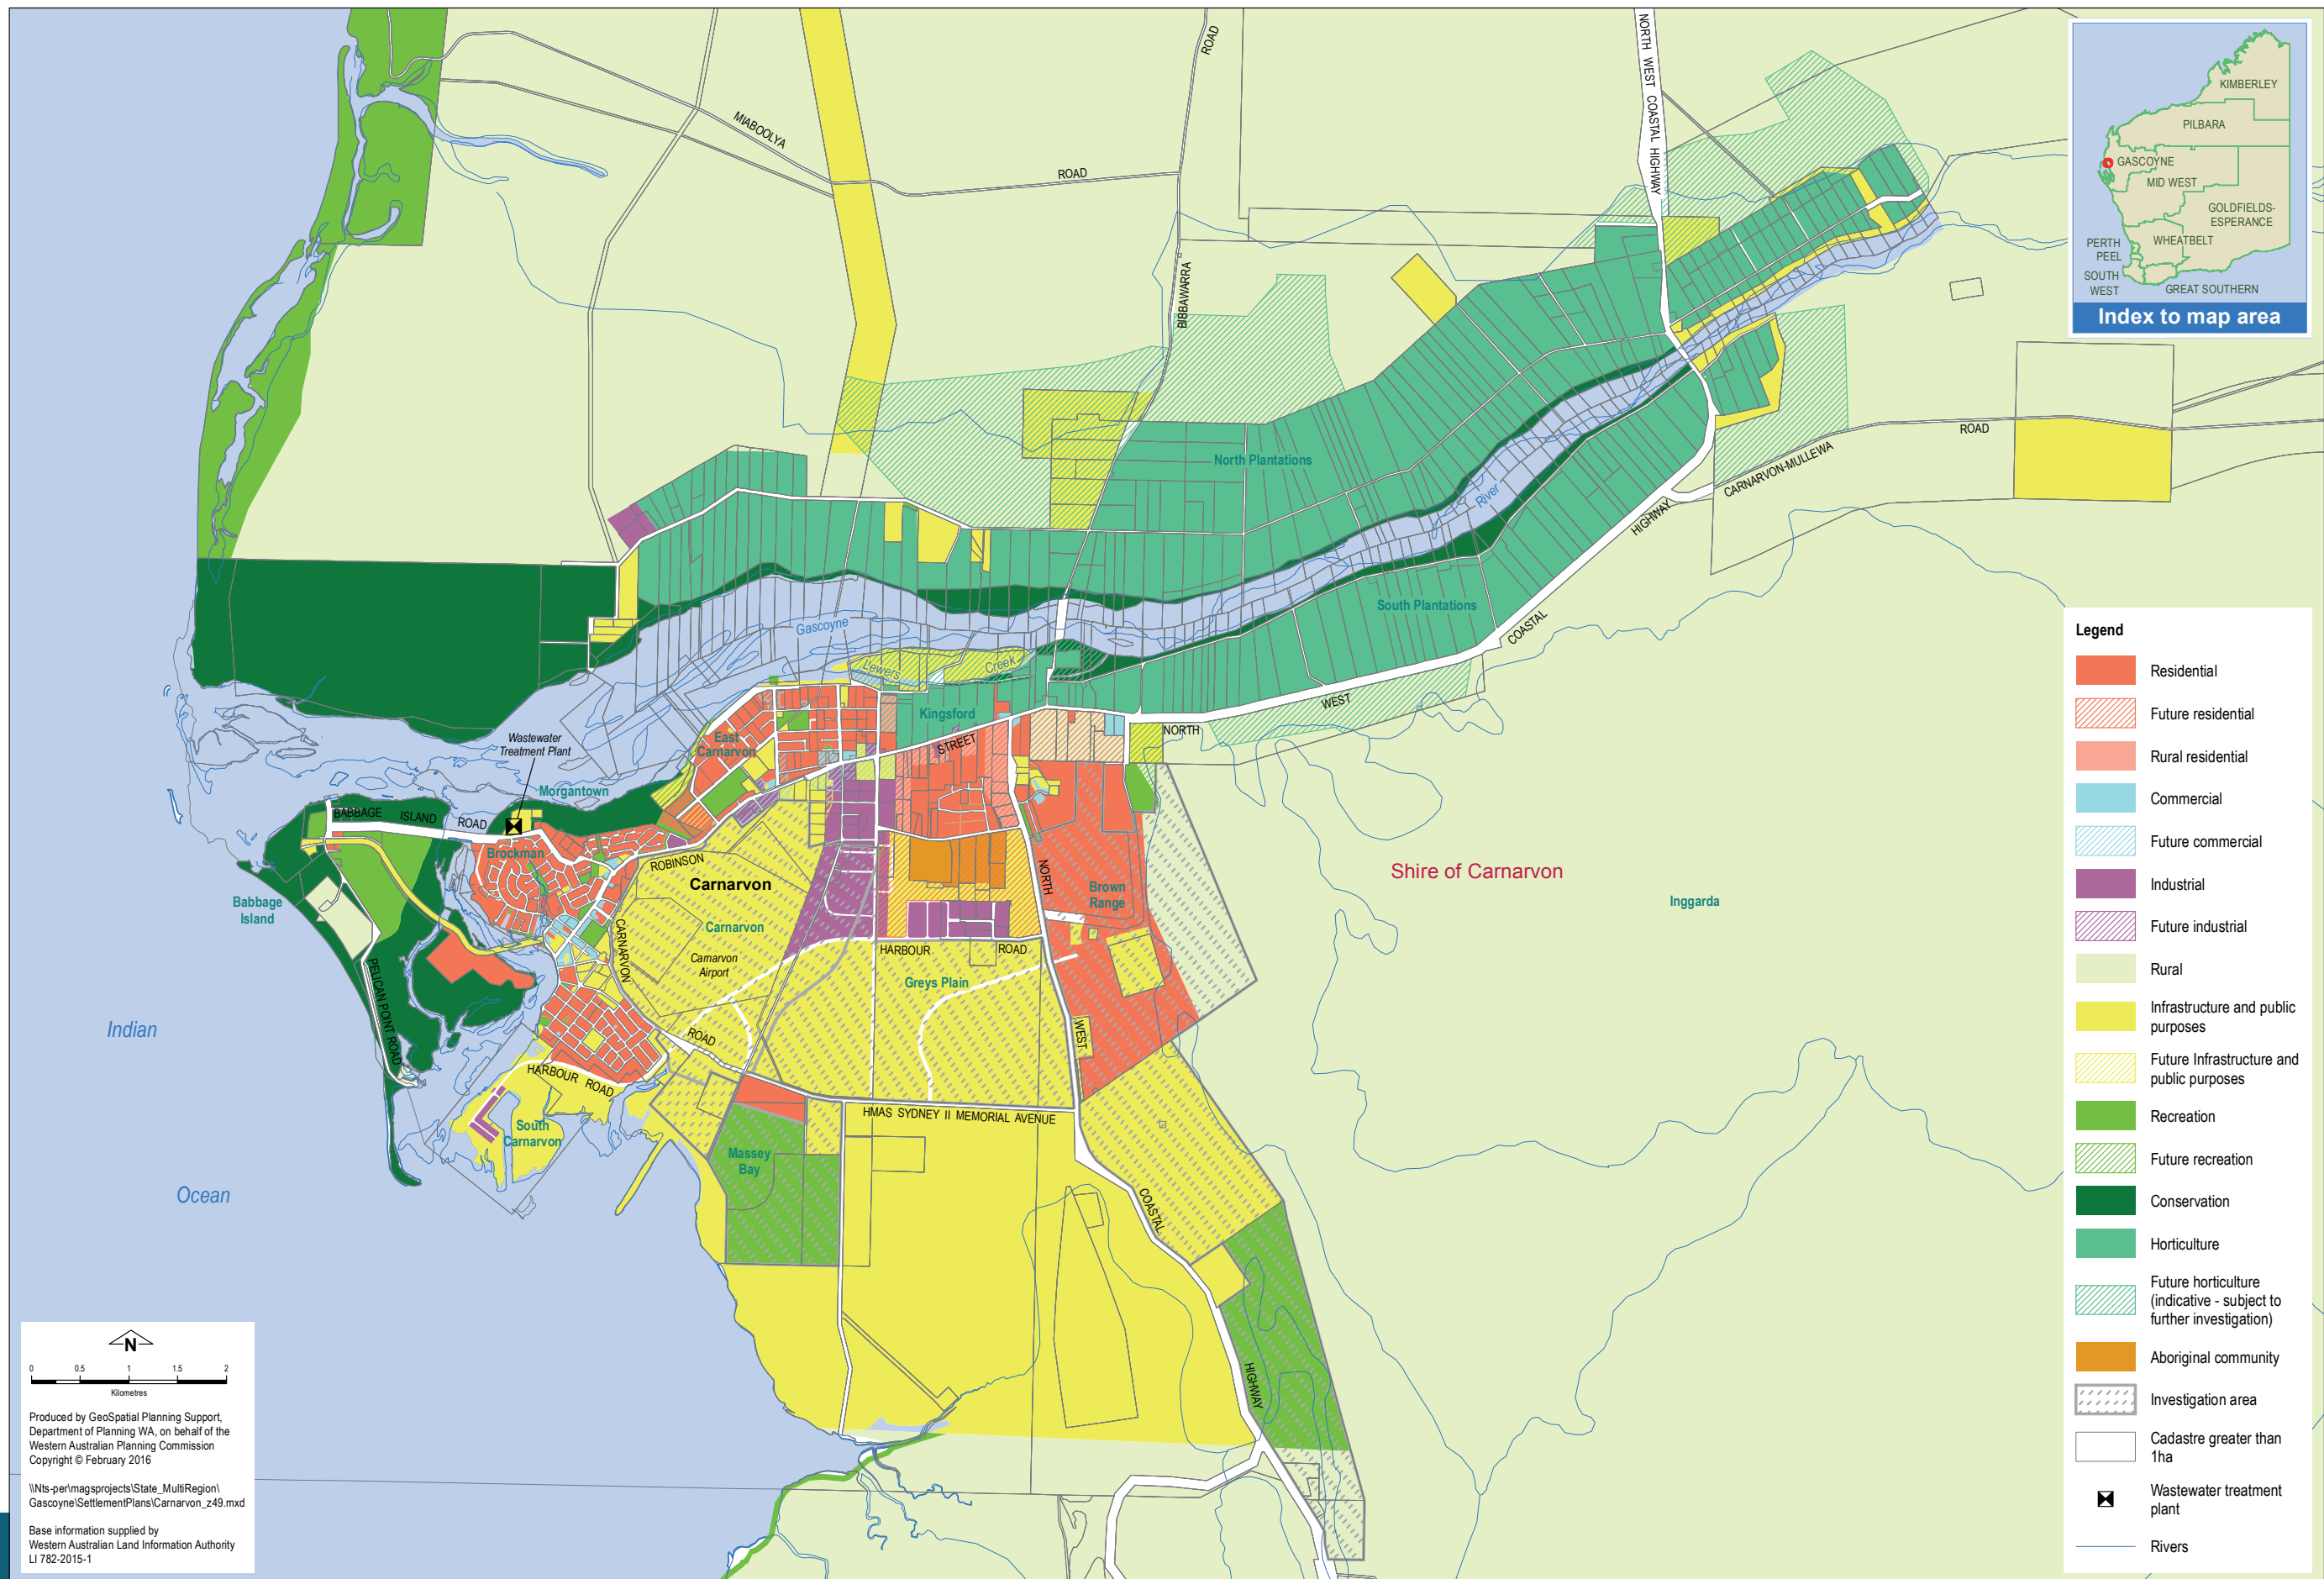 ROAD
NORTH WEST COASTAL HIGHWAY
MIABOOLYA
ROAD
BIBBAWARRA
KIMBERLEY
PILBARA
GASCOYNE
MID WEST
GOLDFIELDS-
ESPERANCE
WHEATBELT
PERTH
PEEL
SOUTH
WEST
GREAT SOUTHERN
Index to map area
North Plantations
River
CARNARVON-MULLEWA
ROAD
HIGHWAY
COASTAL
WEST
NORTH
South Plantations
Gascoyne
Lewers
Creek
Kingsford
STREET
East
Carnarvon
Wastewater
Treatment Plant
Morgantown
BABBAGE ISLAND ROAD
Brockman
ROBINSON
Carnarvon
Carnarvon
Carnarvon
Airport
CARNARVON
ROAD
Babbage
Island
PELICAN POINT ROAD
HARBOUR ROAD
Greys Plain
NORTH
WEST
COASTAL
HIGHWAY
Brown
Range
Shire of Carnarvon
Inggarda
Indian
Ocean
HARBOUR ROAD
South
Carnarvon
HMAS SYDNEY II MEMORIAL AVENUE
Massey
Bay
Legend
Residential
Future residential
Rural residential
Commercial
Future commercial
Industrial
Future industrial
Rural
Infrastructure and public
purposes
Future Infrastructure and
public purposes
Recreation
Future recreation
Conservation
Horticulture
Future horticulture
(indicative - subject to
further investigation)
Aboriginal community
Investigation area
Cadastre greater than
1ha
Wastewater treatment
plant
Rivers
N
0 0.5 1 1.5 2
Kilometres
Produced by GeoSpatial Planning Support,
Department of Planning WA, on behalf of the
Western Australian Planning Commission
Copyright © February 2016
\\Nts-per\magsprojects\State_MultiRegion\
Gascoyne\SettlementPlans\Carnarvon_z49.mxd
Base information supplied by
Western Australian Land Information Authority
LI 782-2015-1